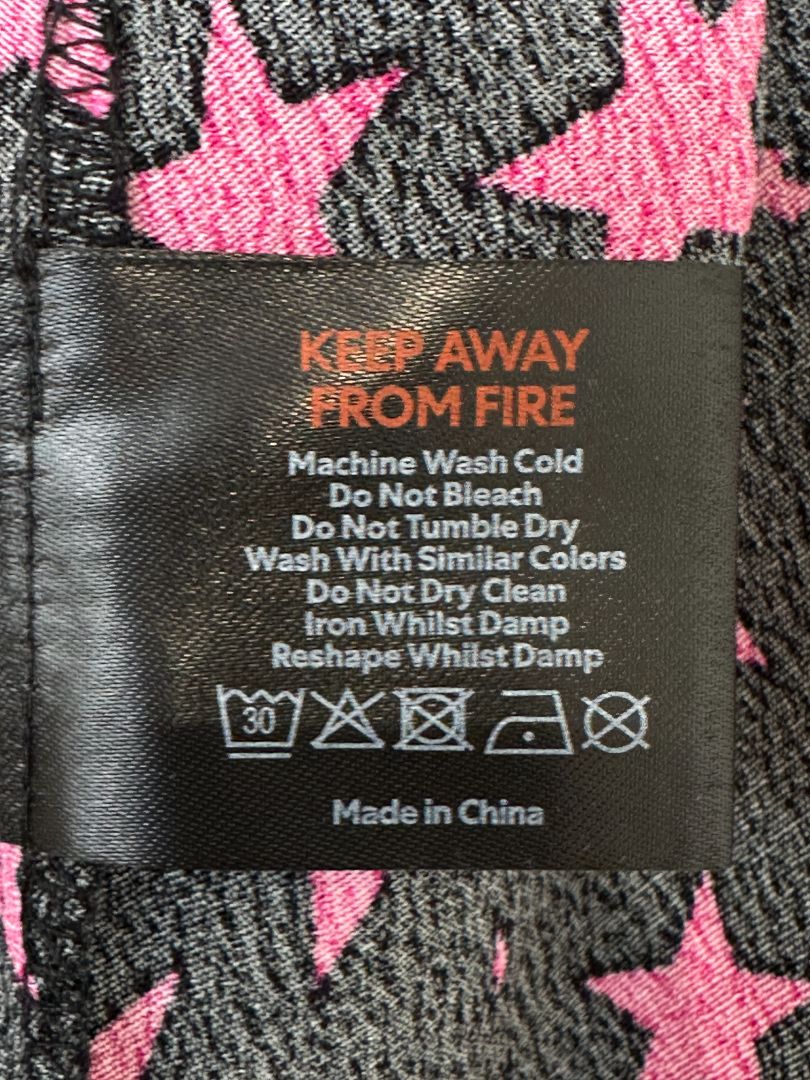 KEEP AWAY
FROM FIRE
Machine Wash Cold
Do Not Bleach
Do Not Tumble Dry
Wash With Similar Colors
Do Not Dry Clean
Iron Whilst Damp
Reshape Whilst Damp
30
Made in China